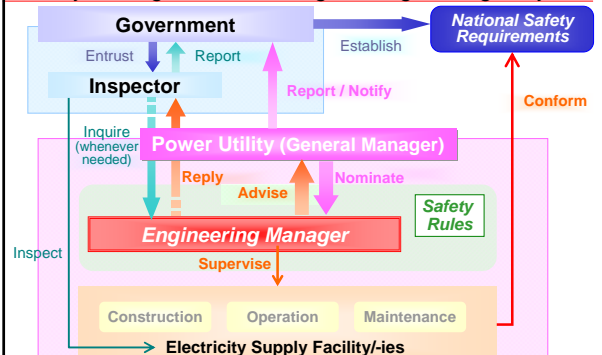 Government
National Safety
Requirements
Establish
Entrust
Report
Inspector
Report / Notify
Conform
Inquire
(whenever
needed)
Power Utility (General Manager)
Reply
Advise
Nominate
Safety
Rules
Engineering Manager
Inspect
Supervise
Construction
Operation
Maintenance
Electricity Supply Facility/-ies